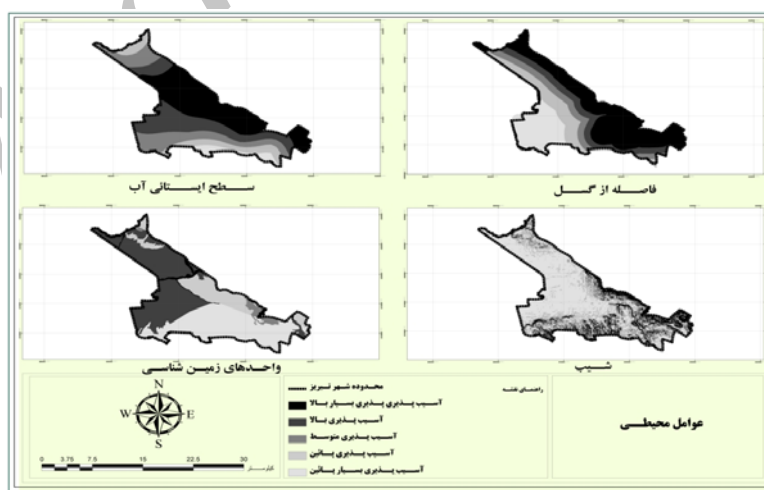 سطح ایستائی آب
فاصله از گسل
واحدهای زمین شناسی
شیب
N
W E
S
0 3.75 7.5 15 22.5 30
کیلومتر
راهنمای نقشه
محدوده شهر تبریز
آسیب پذیری پذیری بسیار بالا
آسیب پذیری بالا
آسیب پذیری متوسط
آسیب پذیری پائین
آسیب پذیری بسیار پائین
عوامل محیطی